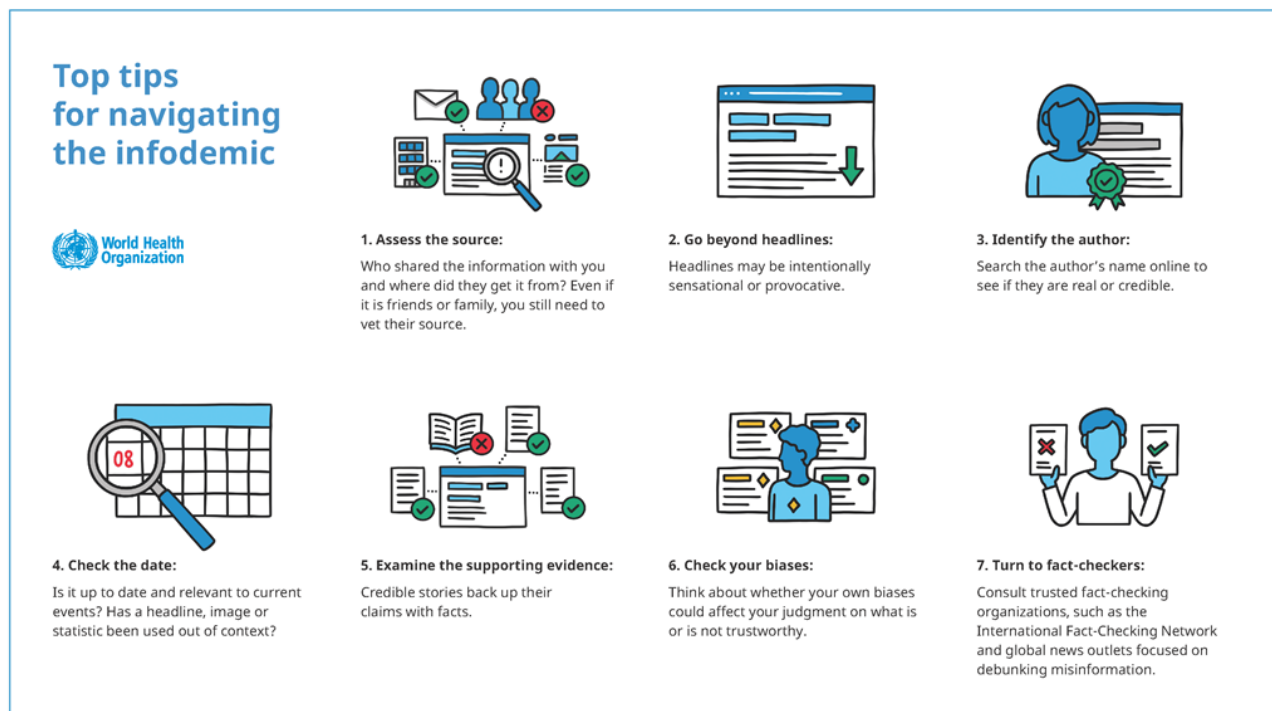 Top tips
for navigating
the infodemic
World Health
Organization
1. Assess the source:
Who shared the information with you
and where did they get it from? Even if
it is friends or family, you still need to
vet their source.
2. Go beyond headlines:
Headlines may be intentionally
sensational or provocative.
3. Identify the author:
Search the author's name online to
see if they are real or credible.
08
4. Check the date:
Is it up to date and relevant to current
events? Has a headline, image or
statistic been used out of context?
5. Examine the supporting evidence:
Credible stories back up their
claims with facts.
6. Check your biases:
Think about whether your own biases
could affect your judgment on what is
or is not trustworthy.
7. Turn to fact-checkers:
Consult trusted fact-checking
organizations, such as the
International Fact-Checking Network
and global news outlets focused on
debunking misinformation.